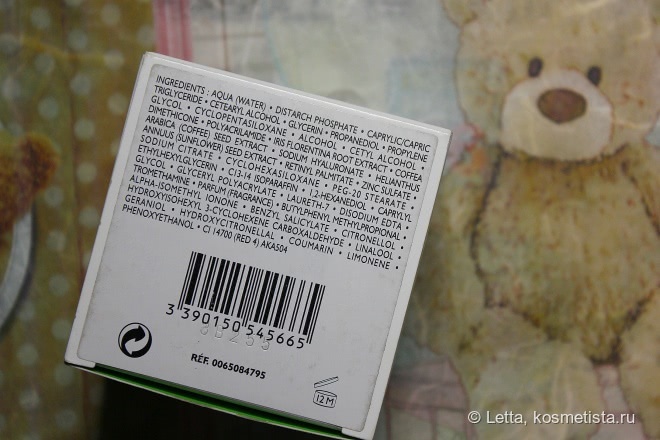 INGREDIENTS : AQUA (WATER) • DISTARCH PHOSPHATE • CAPRYLIC/CAPRIC
TRIGLYCERIDE • CETEARYL ALCOHOL • GLYCERIN • PROPANEDIOL • PROPYLENE
GLYCOL • CYCLOPENTASILOXANE • ALCOHOL • CETYL ALCOHOL •
DIMETHICONE • POLYACRILAMIDE • IRIS FLORENTINA ROOT EXTRACT • COFFEA
ARABICA (COFFEE) SEED EXTRACT • SODIUM HYALURONATE • HELIANTHUS
ANNUUS (SUNFLOWER) SEED EXTRACT • RETINYL PALMITATE • ZINC SULFATE •
SODIUM CITRATE • CYCLOHEXASILOXANE • PEG-20 STEARATE •
ETHYLHEXYLGLYCERIN • C13-14 ISOPARAFFIN • 1,2-HEXANEDIOL • CAPRYLYL
GLYCOL • GLYCERYL POLYACRYLATE • LAURETH-7 • DISODIUM EDTA •
TROMETHAMINE • PARFUM (FRAGRANCE) • BUTYLPHENYL METHYLPROPIONAL •
ALPHA-ISOMETHYL IONONE • BENZYL SALICYLATE • CITRONELLOL •
HYDROXYISOHEXYL 3-CYCLOHEXENE CARBOXALDEHYDE • LINALOOL •
GERANIOL • HYDROXYCITRONELLAL • COUMARIN • LIMONENE •
PHENOXYETHANOL • CI 14700 (RED 4) AKA504
3 390150 545665
RÉF. 0065084795
12M
© Letta, kosmetista.ru